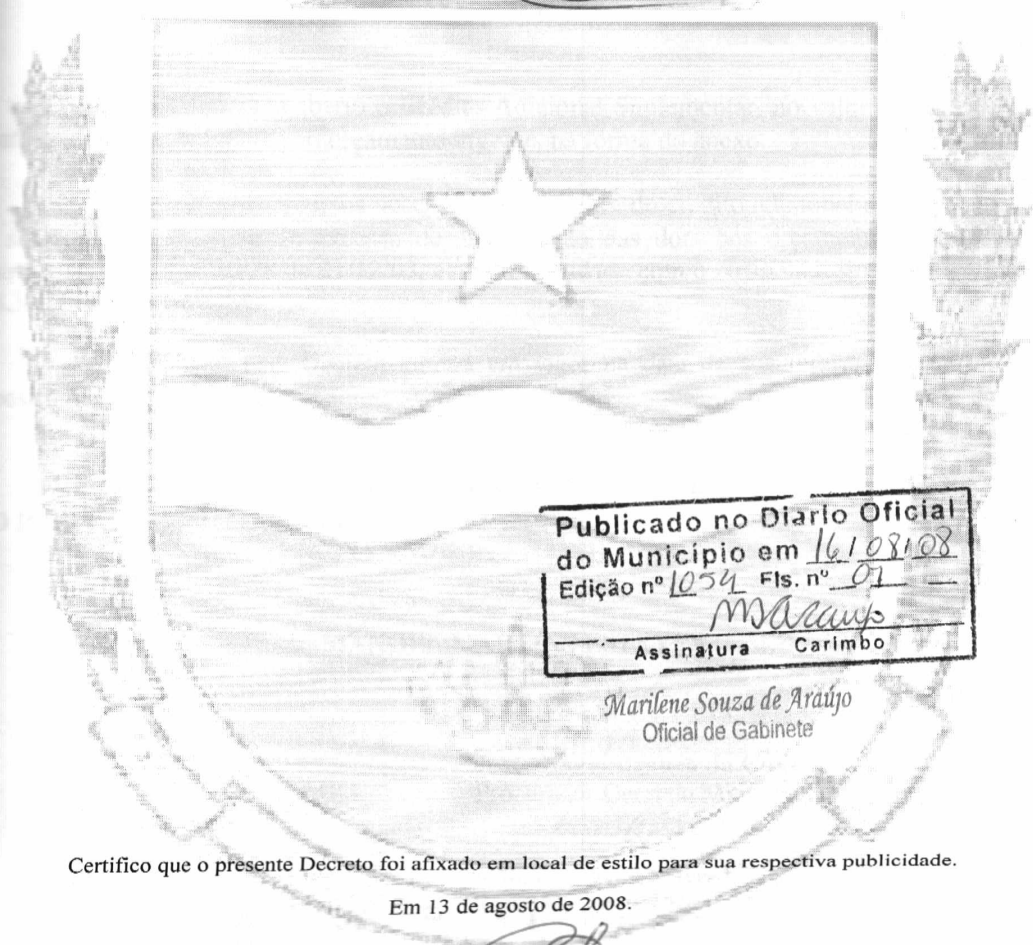 Publicado no Diario Oficial
do Município em 16/08/08
Edição nº 1054 Fls. nº 01
MSAraujo
Assinatura Carimbo
Marilene Souza de Araújo
Oficial de Gabinete
Certifico que o presente Decreto foi afixado em local de estilo para sua respectiva publicidade.
Em 13 de agosto de 2008.